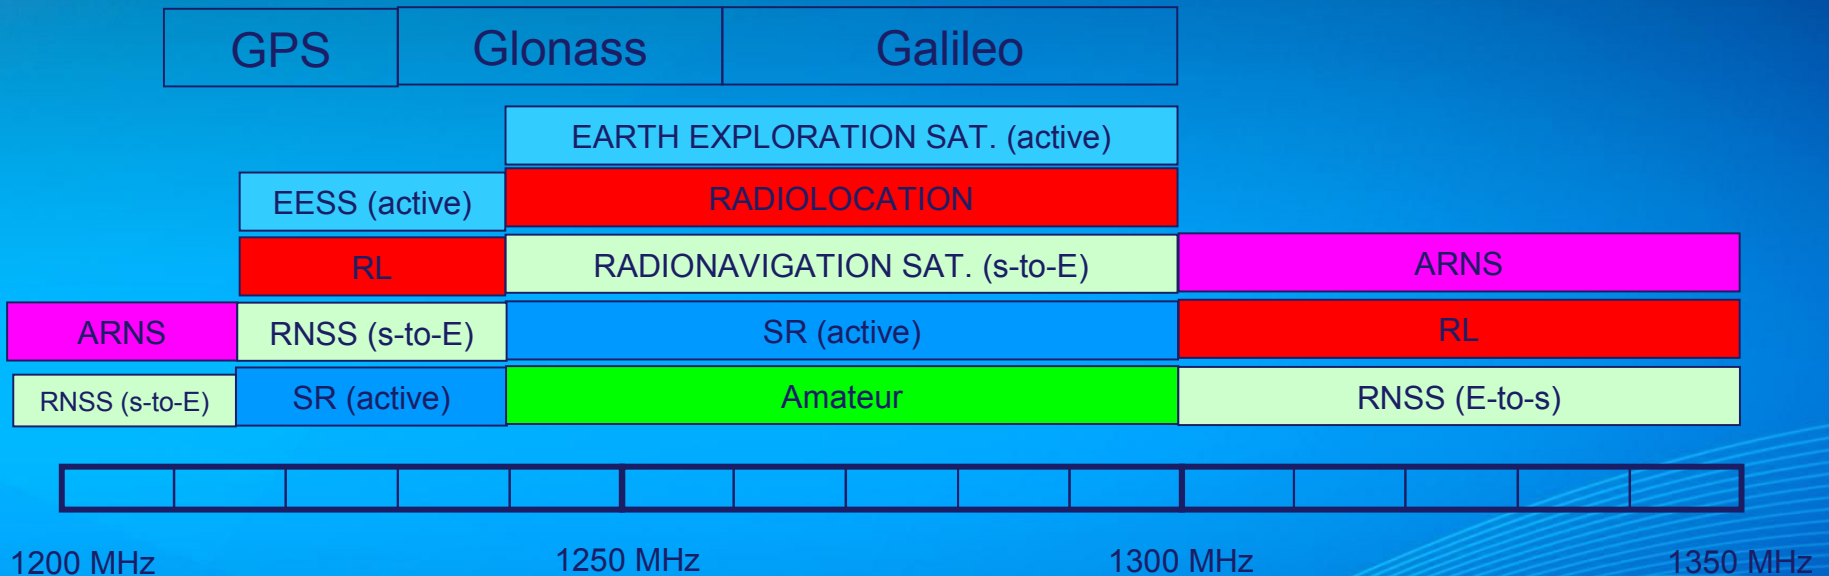 GPS
Glonass
Galileo
EARTH EXPLORATION SAT. (active)
EESS (active)
RADIOLOCATION
RL
RADIONAVIGATION SAT. (s-to-E)
ARNS
ARNS
RNSS (s-to-E)
SR (active)
RL
RNSS (s-to-E)
SR (active)
Amateur
RNSS (E-to-s)
1200 MHz
1250 MHz
1300 MHz
1350 MHz